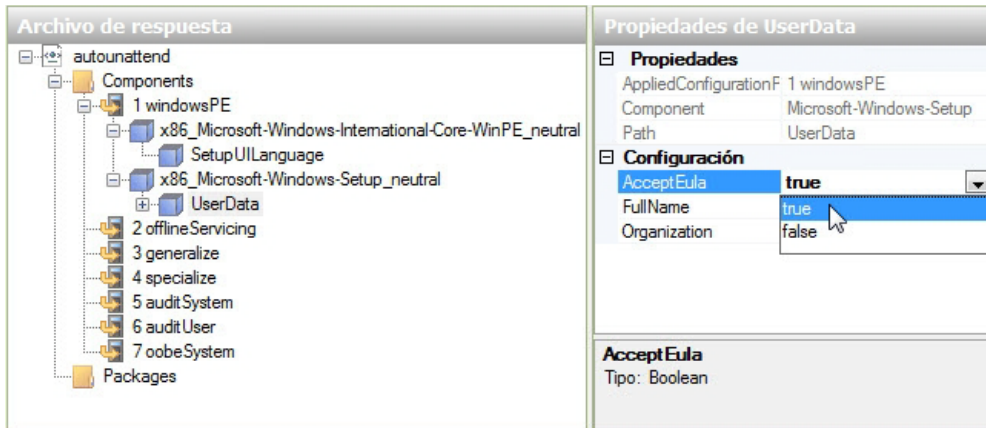 Archivo de respuesta
autounattend
Components
1 windowsPE
x86_Microsoft-Windows-International-Core-WinPE_neutral
SetupUILanguage
x86_Microsoft-Windows-Setup_neutral
UserData
2 offlineServicing
3 generalize
4 specialize
5 auditSystem
6 auditUser
7 oobeSystem
Packages
Propiedades de UserData
Propiedades
AppliedConfigurationP 1 windowsPE
Component Microsoft-Windows-Setup
Path UserData
Configuración
AcceptEula true
FullName true
Organization false
AcceptEula
Tipo: Boolean